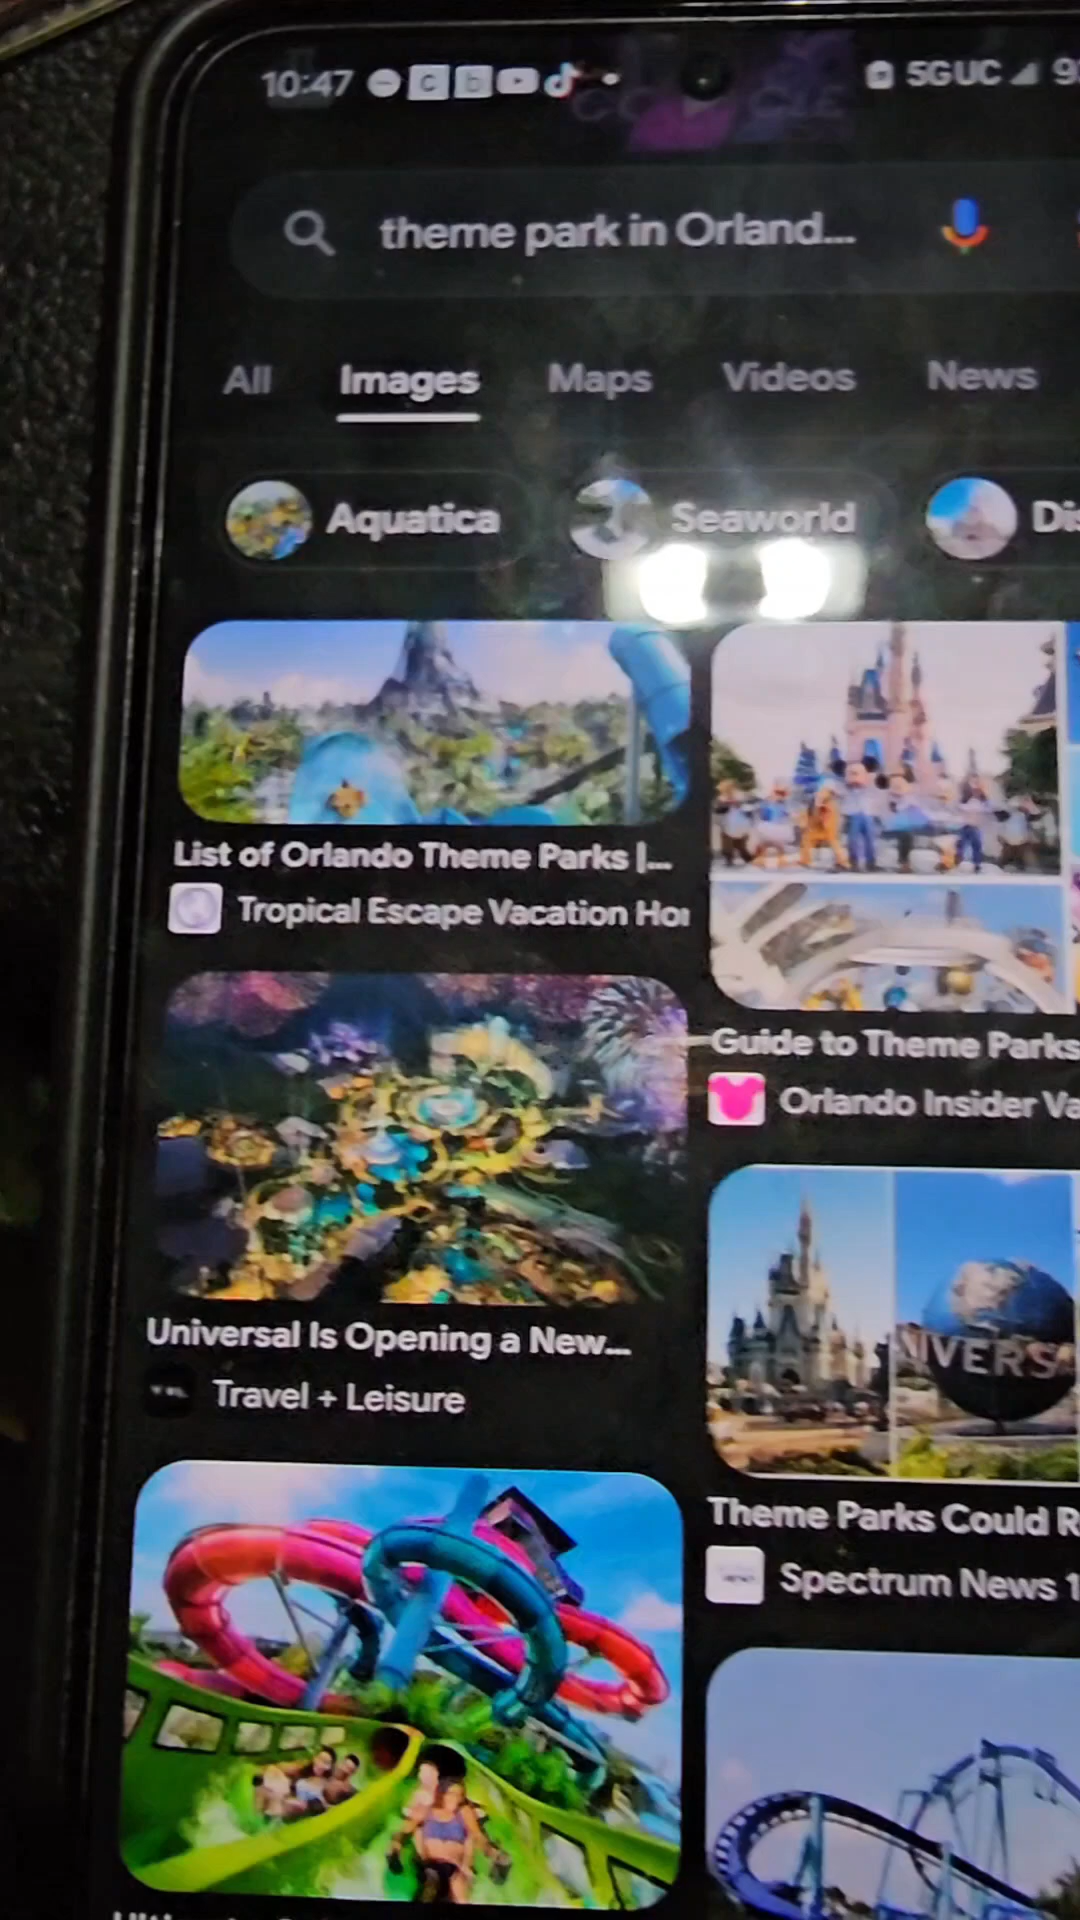 10:47 5GUC
theme park in Orland...
All Images Maps Videos News
Aquatica Seaworld
List of Orlando Theme Parks |...
Tropical Escape Vacation
Guide to Theme Parks
Orlando Insider
Universal Is Opening a New...
Travel + Leisure
NIVERS
Theme Parks Could
Spectrum News 1